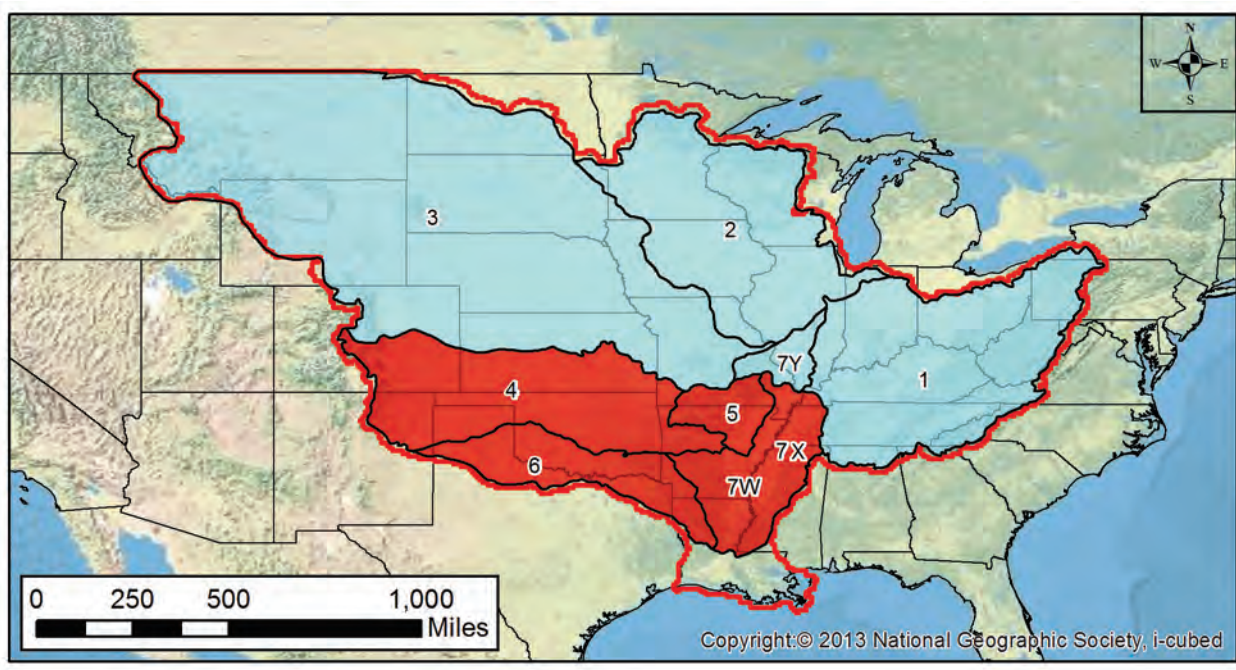 N
W E
S
3
2
7Y
1
4
5
7X
6
7W
0 250 500 1,000
Miles
Copyright:© 2013 National Geographic Society, i-cubed